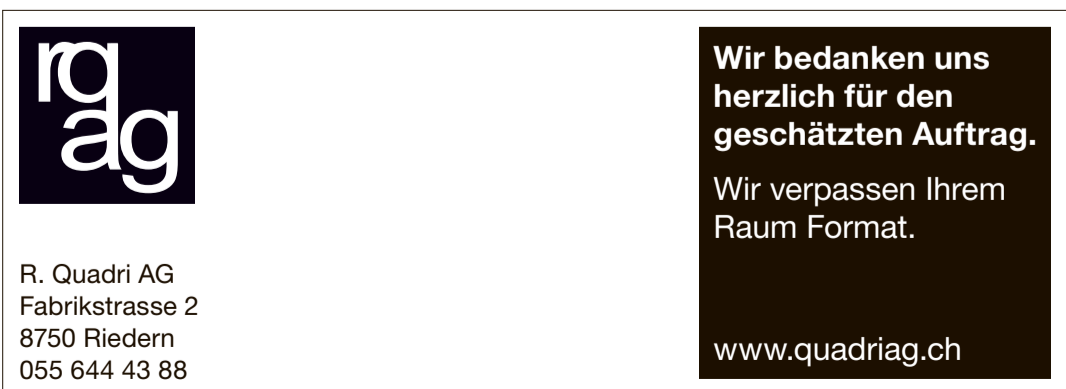 rq
ag
R. Quadri AG
Fabrikstrasse 2
8750 Riedern
055 644 43 88
Wir bedanken uns
herzlich für den
geschätzten Auftrag.
Wir verpassen Ihrem
Raum Format.
www.quadriag.ch